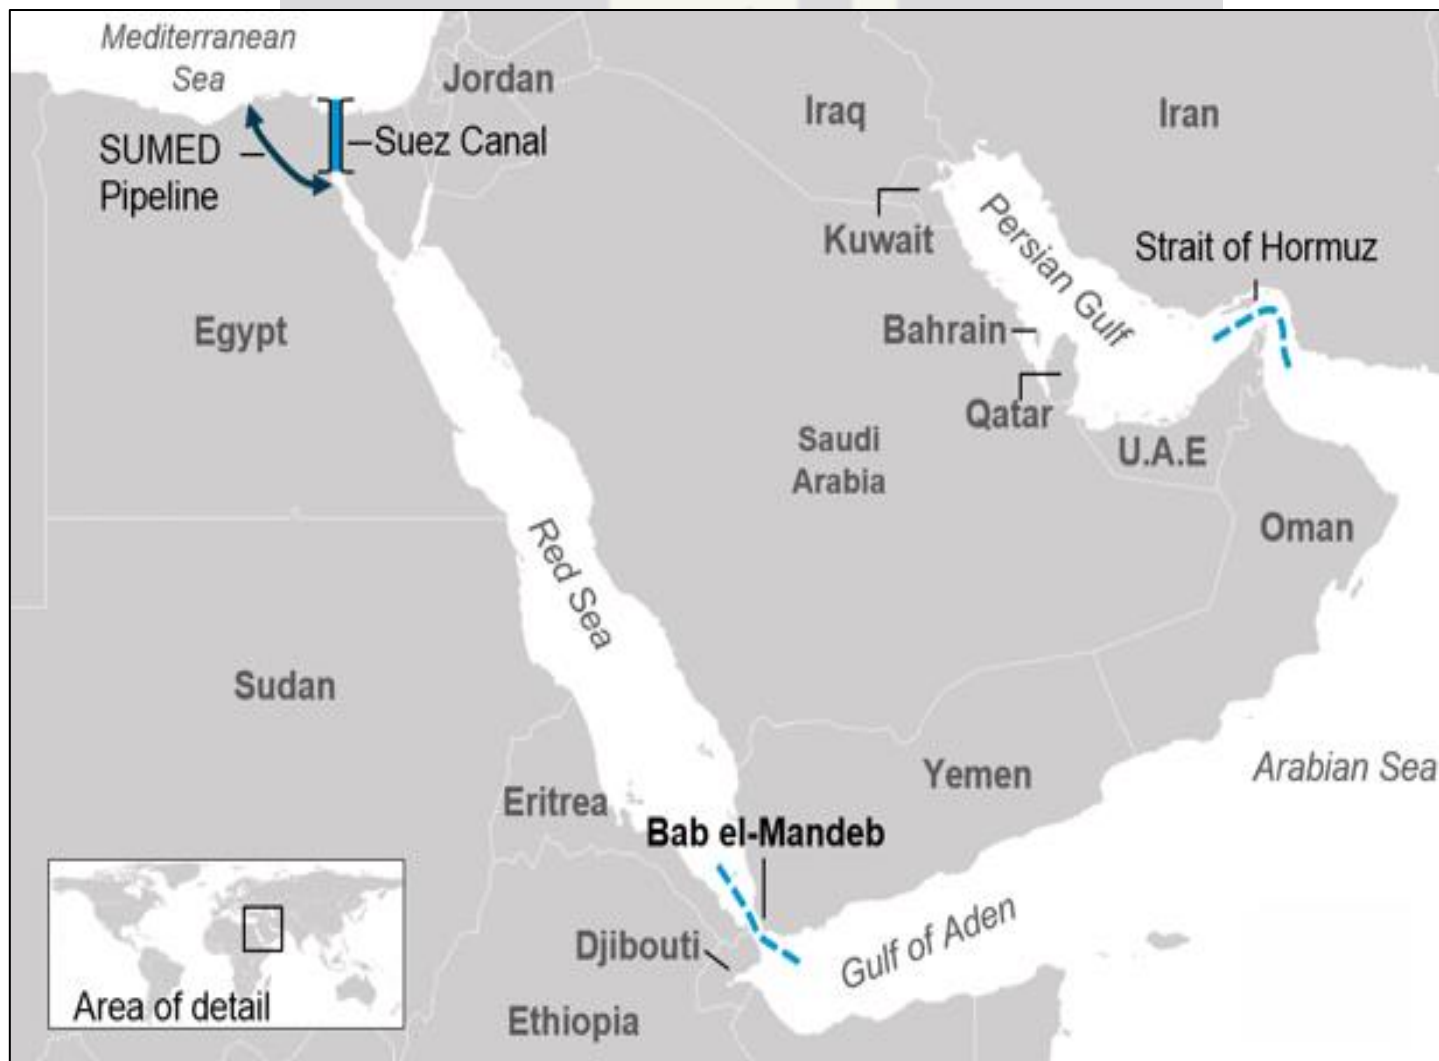 Mediterranean
Sea
Jordan
Iraq
Iran
SUMED
Pipeline
Suez Canal
Kuwait
Persian Gulf
Strait of Hormuz
Egypt
Bahrain
Qatar
Saudi
Arabia
U.A.E
Oman
Red Sea
Sudan
Yemen
Arabian Sea
Eritrea
Bab el-Mandeb
Djibouti
Gulf of Aden
Ethiopia
Area of detail